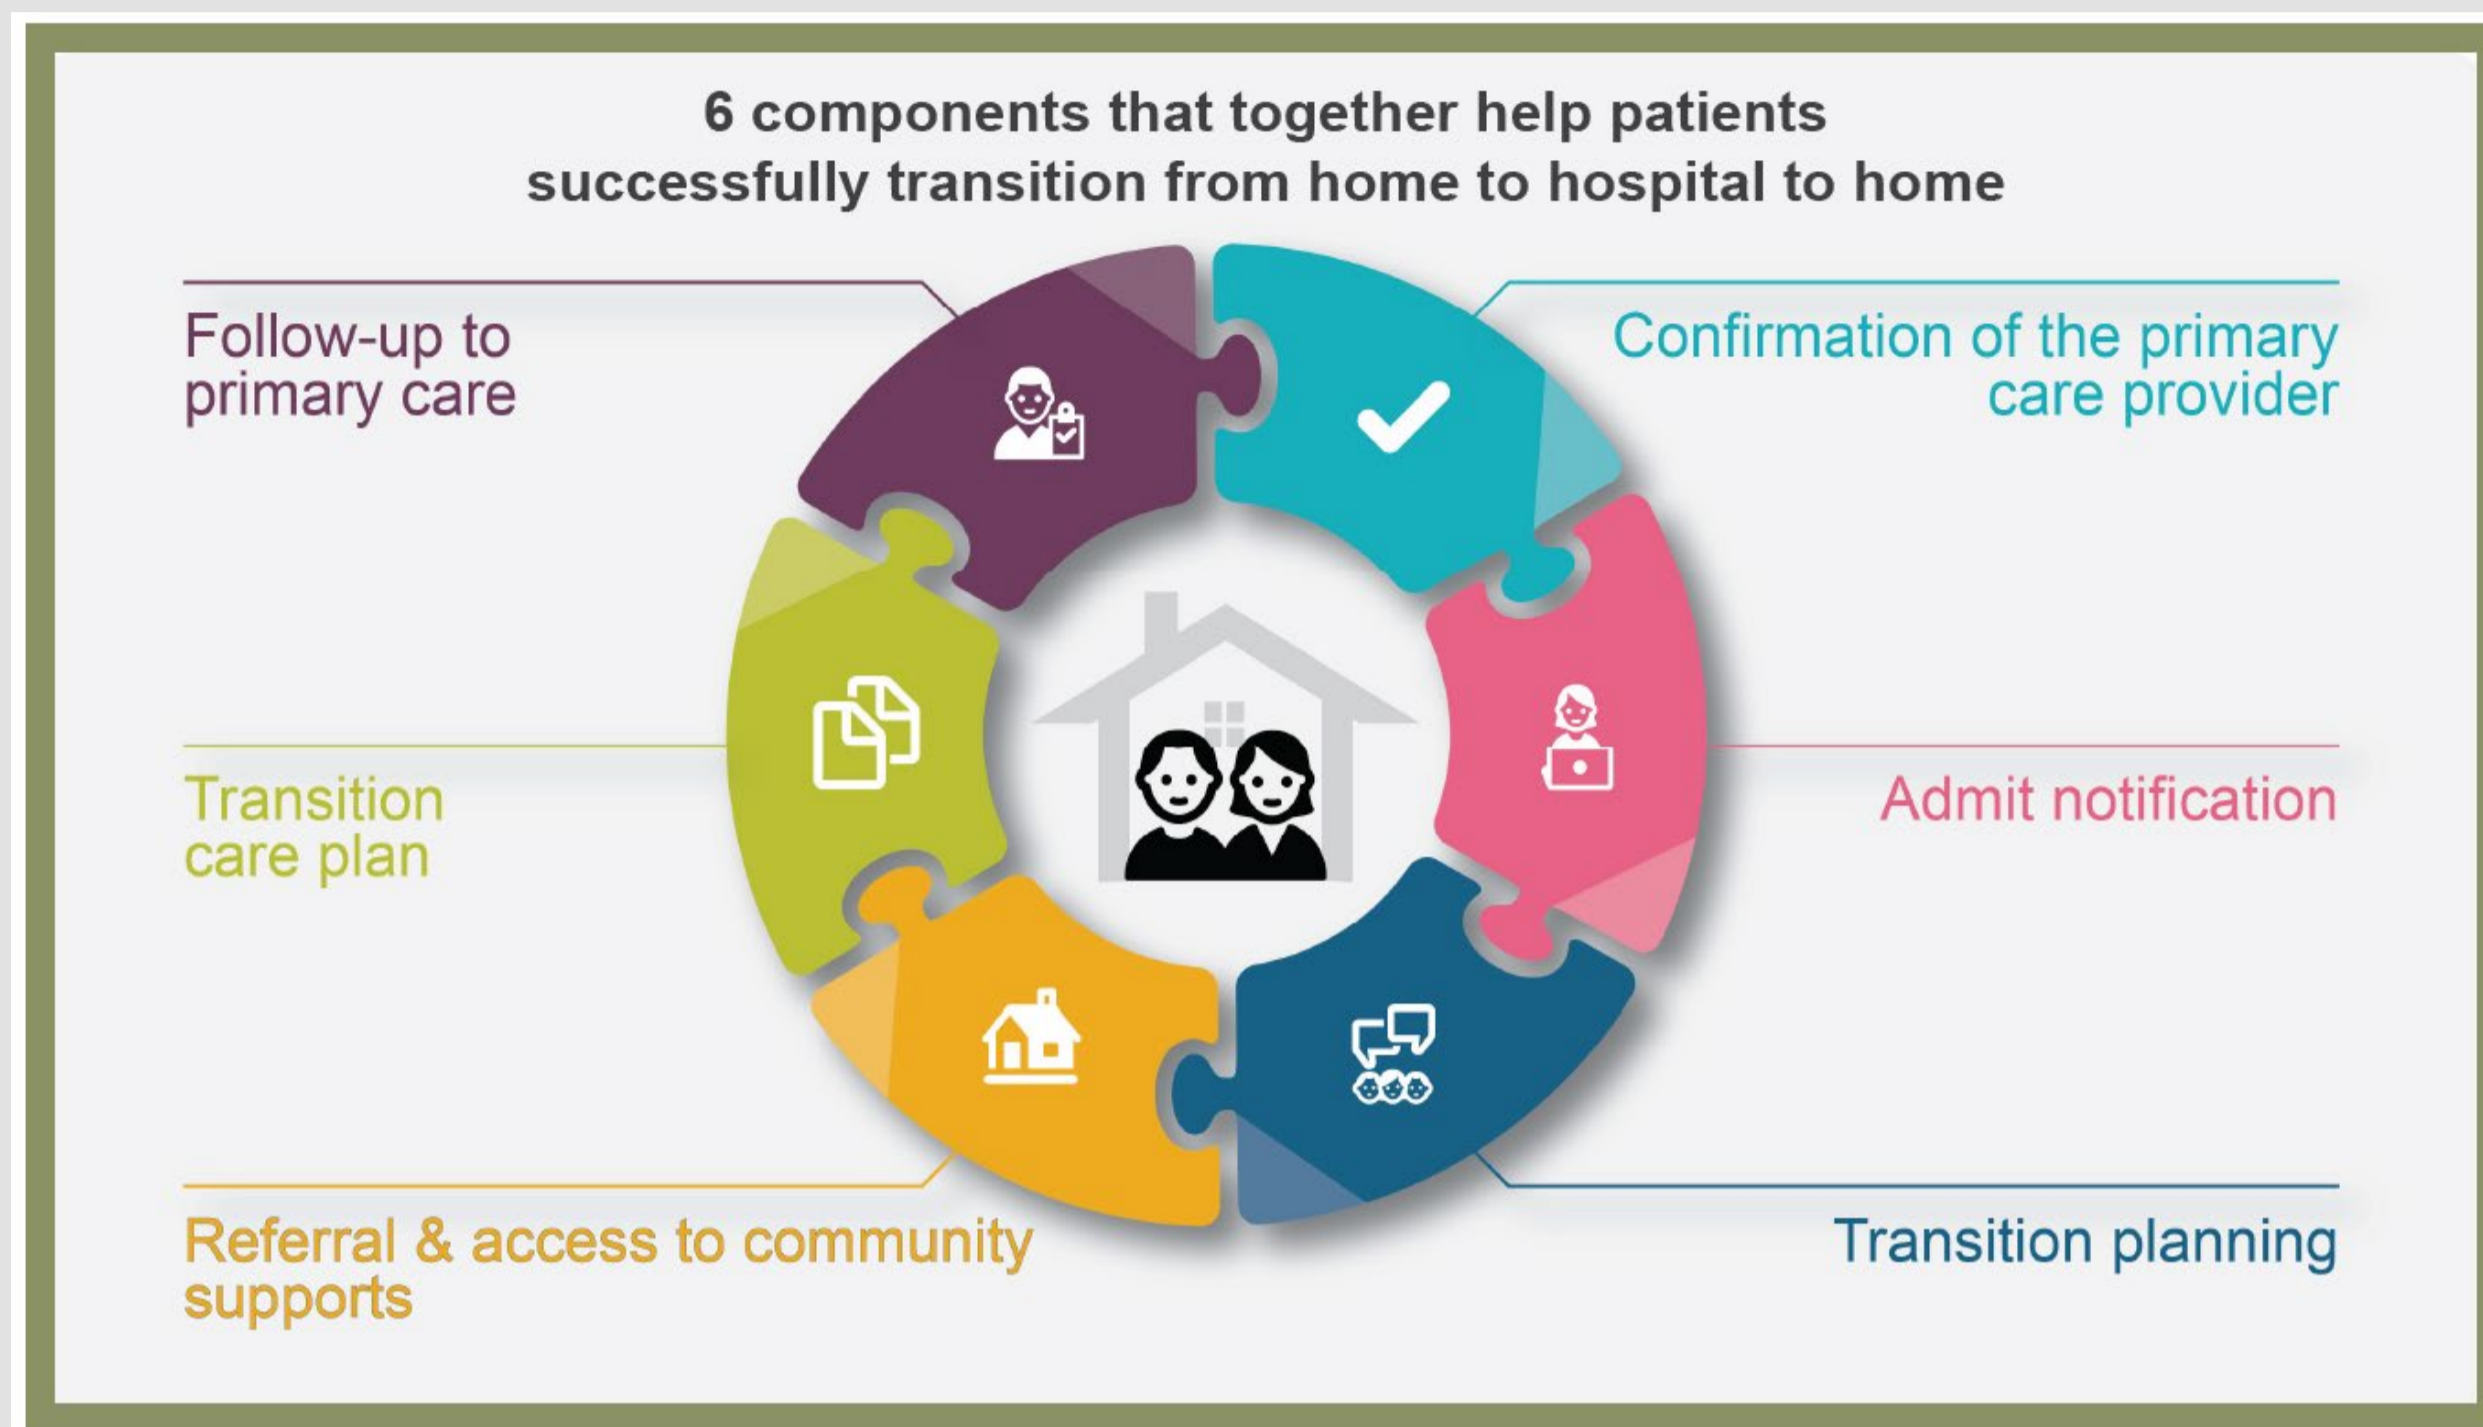 6 components that together help patients
successfully transition from home to hospital to home
Follow-up to
primary care
Confirmation of the primary
care provider
Transition
care plan
Admit notification
Referral & access to community
supports
Transition planning